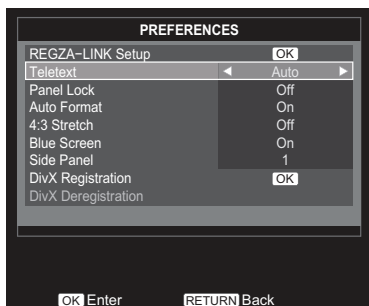 PREFERENCES
REGZA-LINK Setup OK
Teletext ◀ Auto ▶
Panel Lock Off
Auto Format On
4:3 Stretch Off
Blue Screen On
Side Panel 1
DivX Registration OK
DivX Deregistration
OK Enter RETURN Back